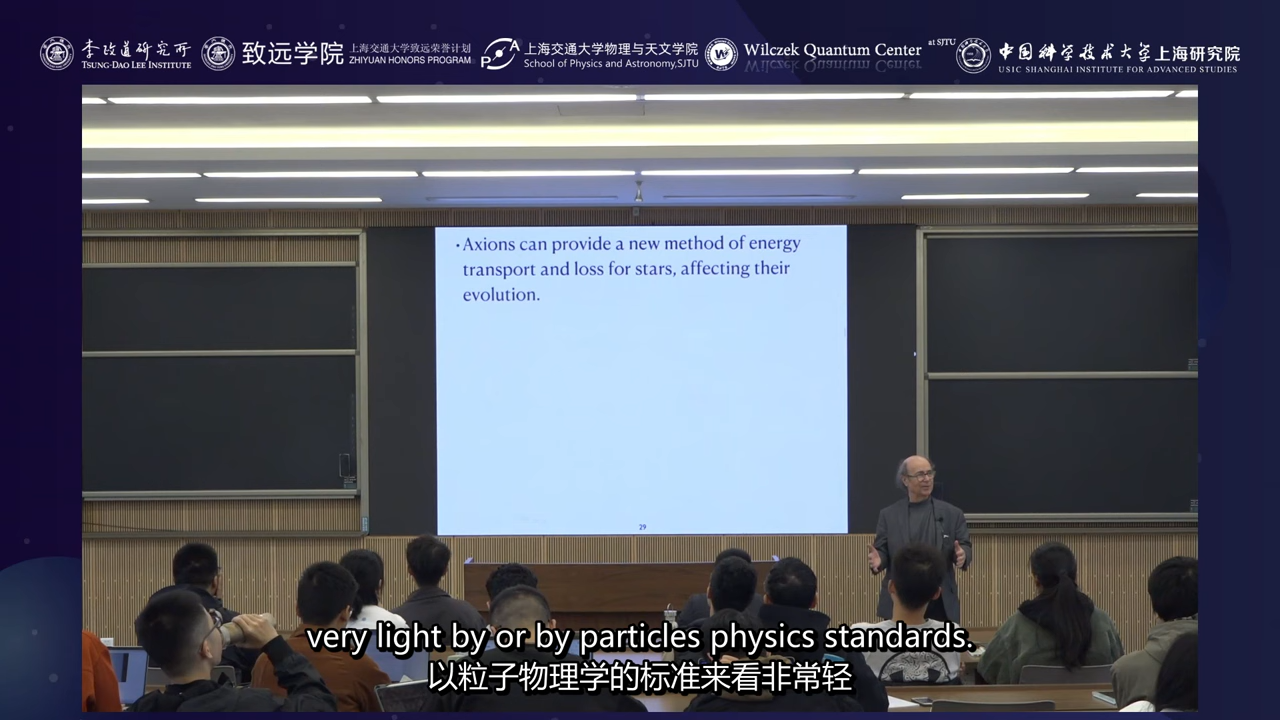 李政道研究所
TSUNG-DAO LEE INSTITUTE
致远学院
上海交通大学致远荣誉计划
ZHIYUAN HONORS PROGRAM
P A
上海交通大学物理与天文学院
School of Physics and Astronomy,SJTU
W
Wilczek Quantum Center at SJTU
中国科学技术大学上海研究院
USTC SHANGHAI INSTITUTE FOR ADVANCED STUDIES
• Axions can provide a new method of energy
transport and loss for stars, affecting their
evolution.
29
very light by or by particles physics standards.
以粒子物理学的标准来看非常轻